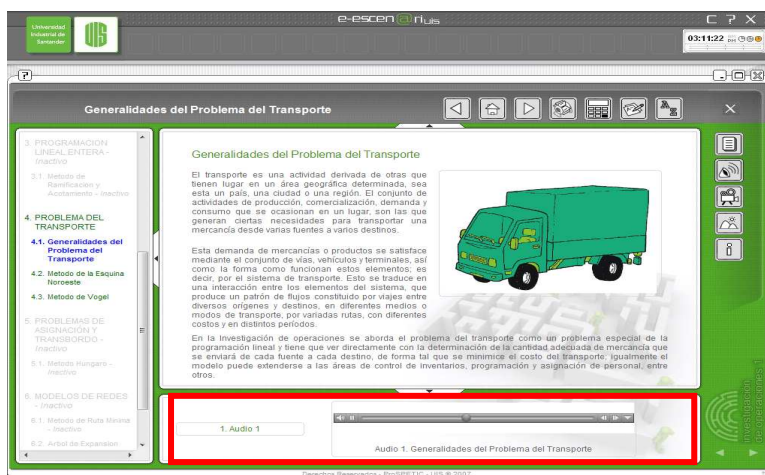 Universidad
Industrial de
Santander
UIS
e-escen@riUIS
03:11:22 PM
Generalidades del Problema del Transporte
3. PROGRAMACION
LINEAL ENTERA -
Inactivo
3.1. Metodo de
Ramificacion y
Acotamiento - Inactivo
4. PROBLEMA DEL
TRANSPORTE
4.1. Generalidades del
Problema del
Transporte
4.2. Metodo de la Esquina
Noroeste
4.3. Metodo de Vogel
5. PROBLEMAS DE
ASIGNACIÓN Y
TRANSBORDO -
Inactivo
5.1. Metodo Hungaro -
Inactivo
6. MODELOS DE REDES
- Inactivo
6.1. Metodo de Ruta Minima
- Inactivo
6.2. Arbol de Expansion
Generalidades del Problema del Transporte
El transporte es una actividad derivada de otras que
tienen lugar en un área geográfica determinada, sea
esta un país, una ciudad o una región. El conjunto de
actividades de producción, comercialización, demanda y
consumo que se ocasionan en un lugar, son las que
generan ciertas necesidades para transportar una
mercancía desde varias fuentes a varios destinos.
Esta demanda de mercancías o productos se satisface
mediante el conjunto de vías, vehículos y terminales, así
como la forma como funcionan estos elementos; es
decir, por el sistema de transporte. Esto se traduce en
una interacción entre los elementos del sistema, que
produce un patrón de flujos constituido por viajes entre
diversos orígenes y destinos, en diferentes medios o
modos de transporte, por variadas rutas, con diferentes
costos y en distintos períodos.
En la Investigación de operaciones se aborda el problema del transporte como un problema especial de la
programación lineal y tiene que ver directamente con la determinación de la cantidad adecuada de mercancía que
se enviará de cada fuente a cada destino, de forma tal que se minimice el costo del transporte, igualmente el
modelo puede extenderse a las áreas de control de inventarios, programación y asignación de personal, entre
otros.
1. Audio 1
Audio 1. Generalidades del Problema del Transporte
investigación
de operaciones I
Derechos Reservados - ProSPETIC - UIS © 2007